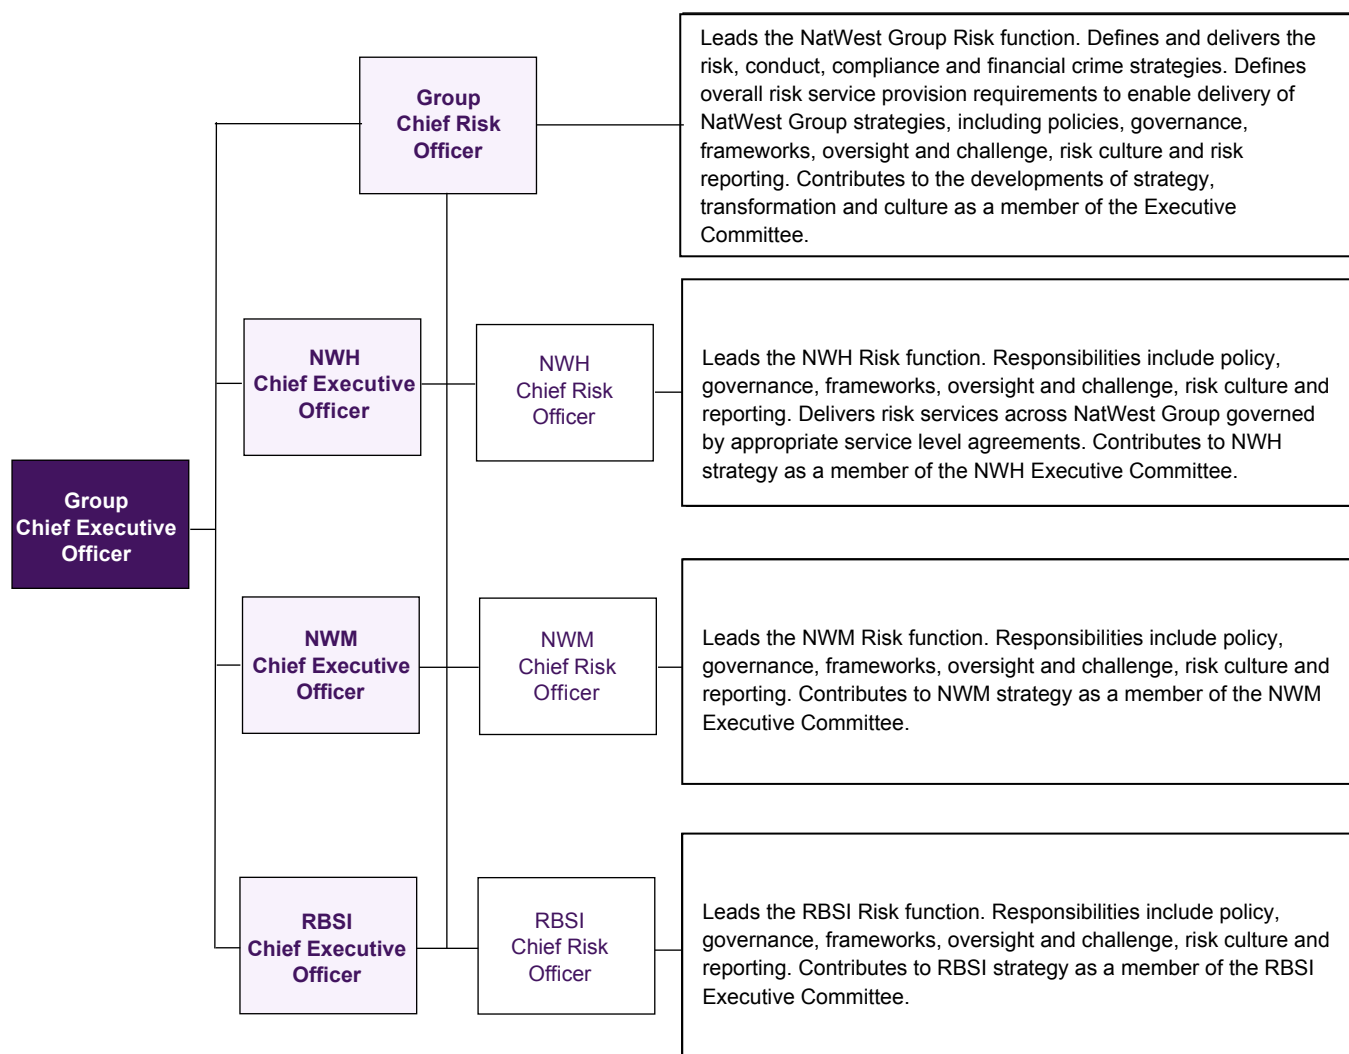 Group
Chief Risk
Officer
Leads the NatWest Group Risk function. Defines and delivers the
risk, conduct, compliance and financial crime strategies. Defines
overall risk service provision requirements to enable delivery of
NatWest Group strategies, including policies, governance,
frameworks, oversight and challenge, risk culture and risk
reporting. Contributes to the developments of strategy,
transformation and culture as a member of the Executive
Committee.
NWH
Chief Executive
Officer
NWH
Chief Risk
Officer
Leads the NWH Risk function. Responsibilities include policy,
governance, frameworks, oversight and challenge, risk culture and
reporting. Delivers risk services across NatWest Group governed
by appropriate service level agreements. Contributes to NWH
strategy as a member of the NWH Executive Committee.
Group
Chief Executive
Officer
NWM
Chief Executive
Officer
NWM
Chief Risk
Officer
Leads the NWM Risk function. Responsibilities include policy,
governance, frameworks, oversight and challenge, risk culture and
reporting. Contributes to NWM strategy as a member of the NWM
Executive Committee.
RBSI
Chief Executive
Officer
RBSI
Chief Risk
Officer
Leads the RBSI Risk function. Responsibilities include policy,
governance, frameworks, oversight and challenge, risk culture and
reporting. Contributes to RBSI strategy as a member of the RBSI
Executive Committee.